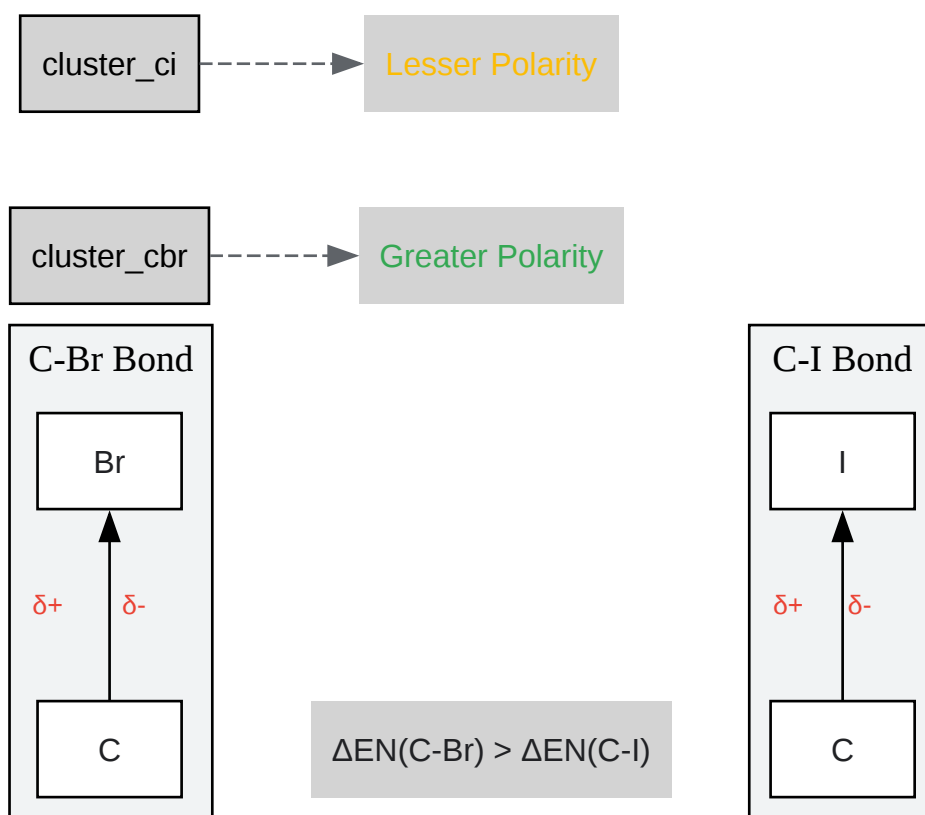 cluster_ci
Lesser Polarity
cluster_cbr
Greater Polarity
C-Br Bond
C-I Bond
Br
I
δ+
δ-
δ+
δ-
C
ΔEN(C-Br) > ΔEN(C-I)
C